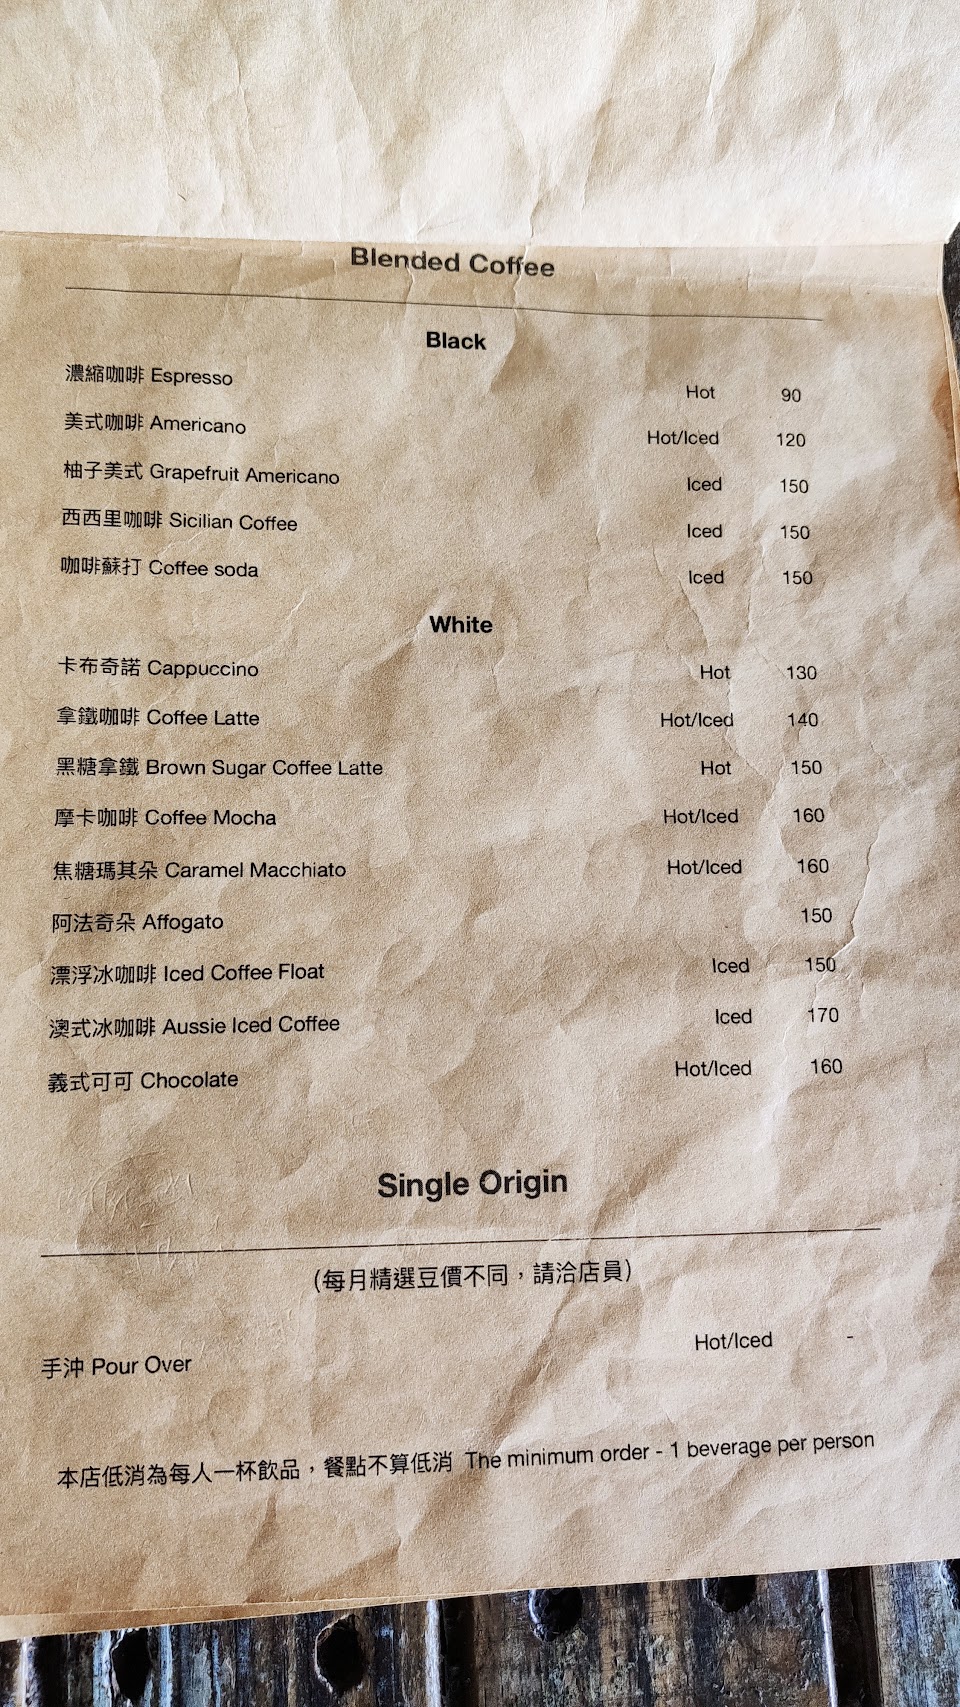 Blended Coffee
Black
濃縮咖啡 Espresso Hot 90
美式咖啡 Americano Hot/Iced 120
柚子美式 Grapefruit Americano Iced 150
西西里咖啡 Sicilian Coffee Iced 150
咖啡蘇打 Coffee soda Iced 150
White
卡布奇諾 Cappuccino Hot 130
拿鐵咖啡 Coffee Latte Hot/Iced 140
黑糖拿鐵 Brown Sugar Coffee Latte Hot 150
摩卡咖啡 Coffee Mocha Hot/Iced 160
焦糖瑪其朵 Caramel Macchiato Hot/Iced 160
阿法奇朵 Affogato 150
漂浮冰咖啡 Iced Coffee Float Iced 150
澳式冰咖啡 Aussie Iced Coffee Iced 170
義式可可 Chocolate Hot/Iced 160
Single Origin
(每月精選豆價不同，請洽店員)
手沖 Pour Over Hot/Iced -
本店低消為每人一杯飲品，餐點不算低消 The minimum order - 1 beverage per person